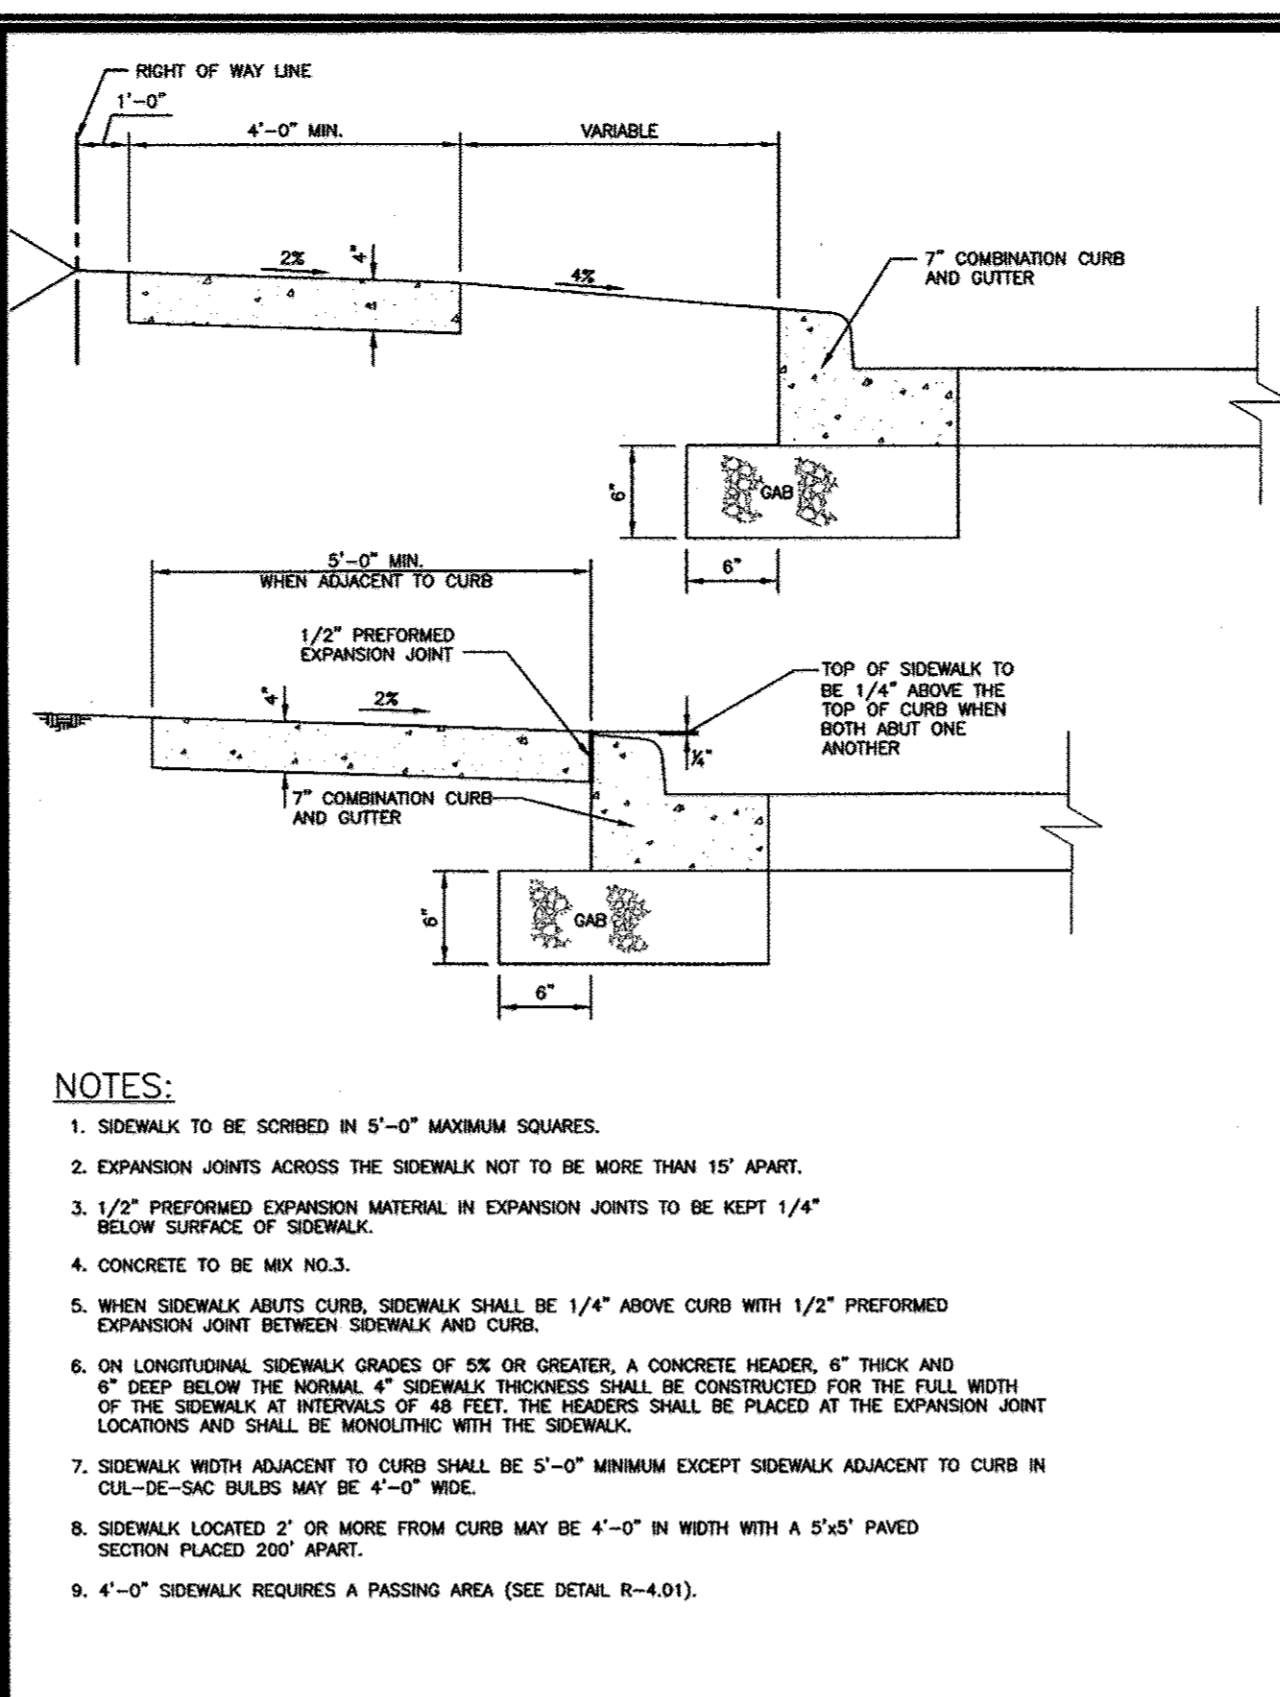 RIGHT OF WAY LINE
1'-0"
4'-0" MIN.
VARIABLE
2%
4"
4%
7" COMBINATION CURB
AND GUTTER
6"
GAB
6"
5'-0" MIN.
WHEN ADJACENT TO CURB
1/2" PREFORMED
EXPANSION JOINT
TOP OF SIDEWALK TO
BE 1/4" ABOVE THE
TOP OF CURB WHEN
BOTH ABUT ONE
ANOTHER
4"
2%
1/4"
7" COMBINATION CURB
AND GUTTER
6"
GAB
6"
NOTES:
1. SIDEWALK TO BE SCRIBED IN 5'-0" MAXIMUM SQUARES.
2. EXPANSION JOINTS ACROSS THE SIDEWALK NOT TO BE MORE THAN 15' APART.
3. 1/2" PREFORMED EXPANSION MATERIAL IN EXPANSION JOINTS TO BE KEPT 1/4"
BELOW SURFACE OF SIDEWALK.
4. CONCRETE TO BE MIX NO.3.
5. WHEN SIDEWALK ABUTS CURB, SIDEWALK SHALL BE 1/4" ABOVE CURB WITH 1/2" PREFORMED
EXPANSION JOINT BETWEEN SIDEWALK AND CURB.
6. ON LONGITUDINAL SIDEWALK GRADES OF 5% OR GREATER, A CONCRETE HEADER, 6" THICK AND
6" DEEP BELOW THE NORMAL 4" SIDEWALK THICKNESS SHALL BE CONSTRUCTED FOR THE FULL WIDTH
OF THE SIDEWALK AT INTERVALS OF 48 FEET. THE HEADERS SHALL BE PLACED AT THE EXPANSION JOINT
LOCATIONS AND SHALL BE MONOLITHIC WITH THE SIDEWALK.
7. SIDEWALK WIDTH ADJACENT TO CURB SHALL BE 5'-0" MINIMUM EXCEPT SIDEWALK ADJACENT TO CURB IN
CUL-DE-SAC BULBS MAY BE 4'-0" WIDE.
8. SIDEWALK LOCATED 2' OR MORE FROM CURB MAY BE 4'-0" IN WIDTH WITH A 5'x5' PAVED
SECTION PLACED 200' APART.
9. 4'-0" SIDEWALK REQUIRES A PASSING AREA (SEE DETAIL R-4.01).